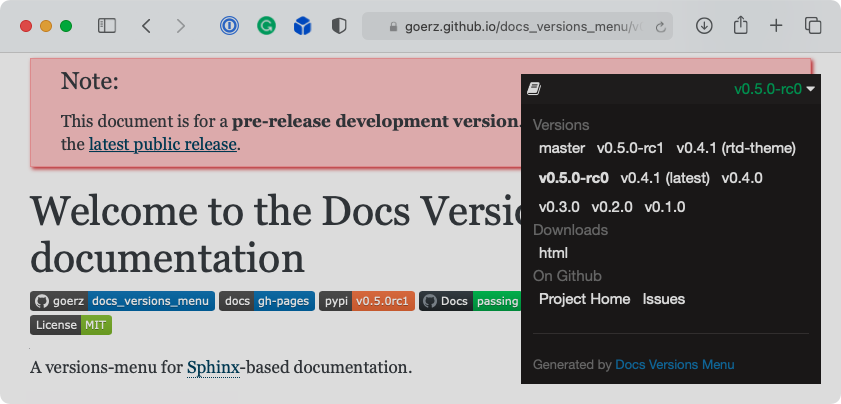 goerz.github.io/docs_versions_menu/v
Note:
This document is for a pre-release development version.
the latest public release.
Welcome to the Docs Versio
documentation
goerz docs_versions_menu docs gh-pages pypi v0.5.0rc1 Docs passing
License MIT
A versions-menu for Sphinx-based documentation.
v0.5.0-rc0
Versions
master v0.5.0-rc1 v0.4.1 (rtd-theme)
v0.5.0-rc0 v0.4.1 (latest) v0.4.0
v0.3.0 v0.2.0 v0.1.0
Downloads
html
On Github
Project Home Issues
Generated by Docs Versions Menu